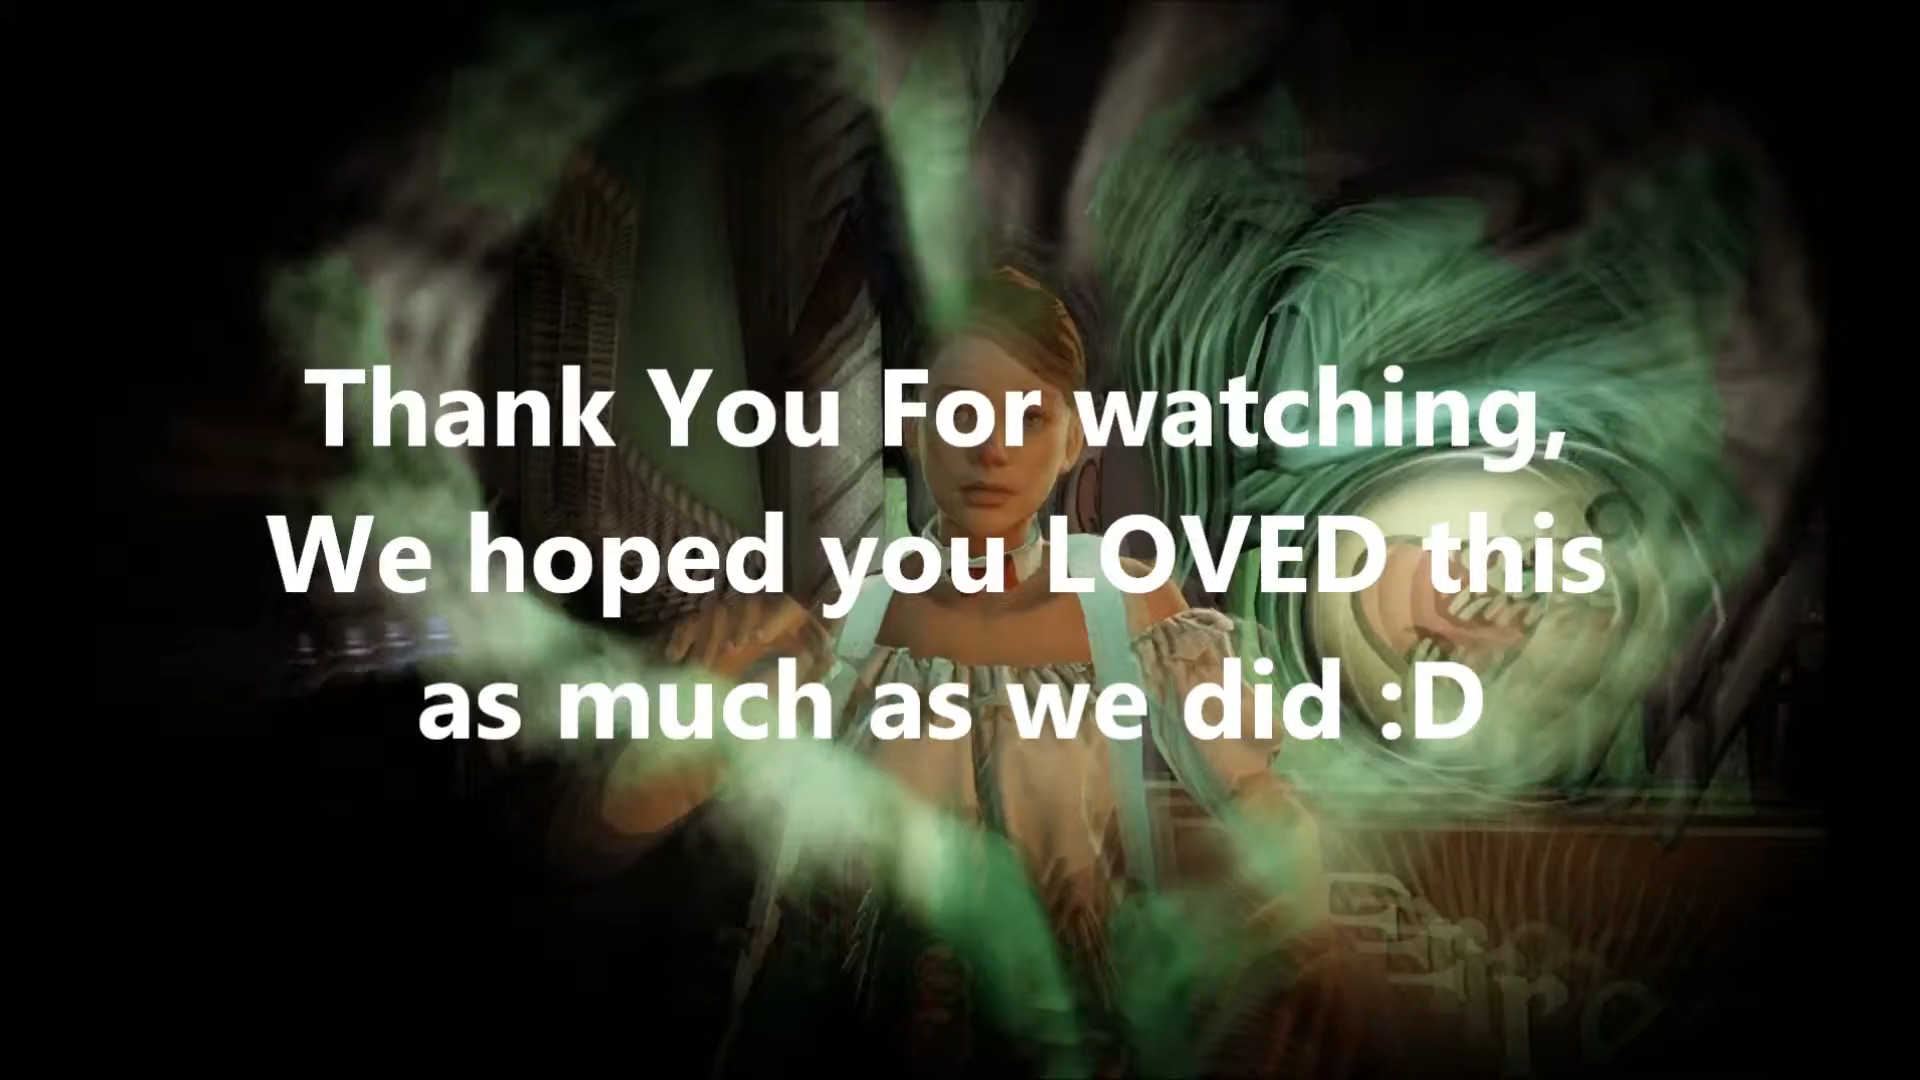 Thank You For watching,
We hoped you LOVED this
as much as we did :D